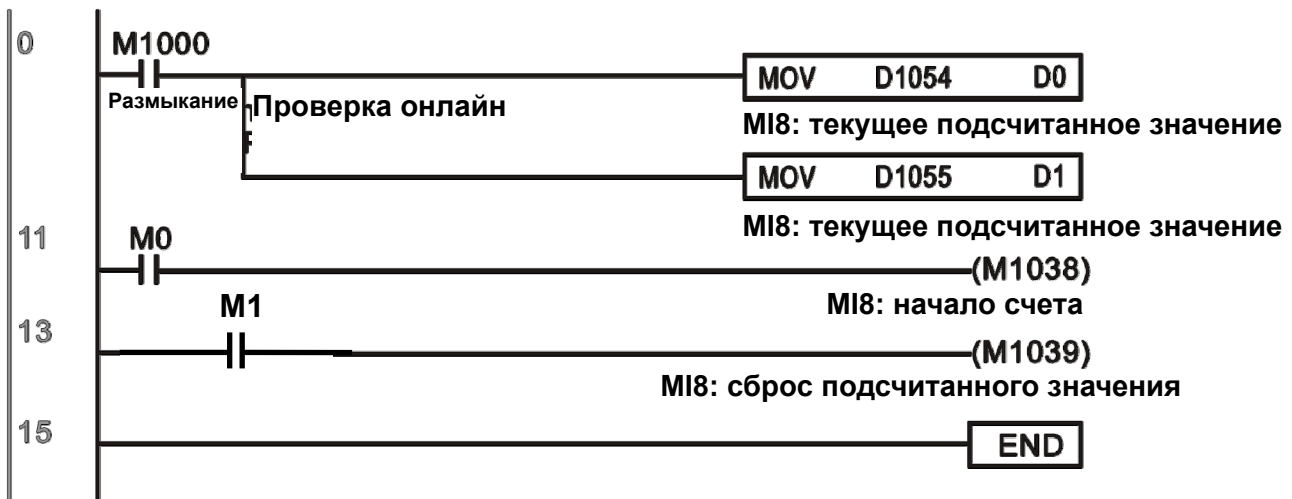 0
M1000
Размыкание
Проверка онлайн
MOV D1054 D0
MI8: текущее подсчитанное значение
MOV D1055 D1
MI8: текущее подсчитанное значение
11
M0
(M1038)
MI8: начало счета
13
M1
(M1039)
MI8: сброс подсчитанного значения
15
END